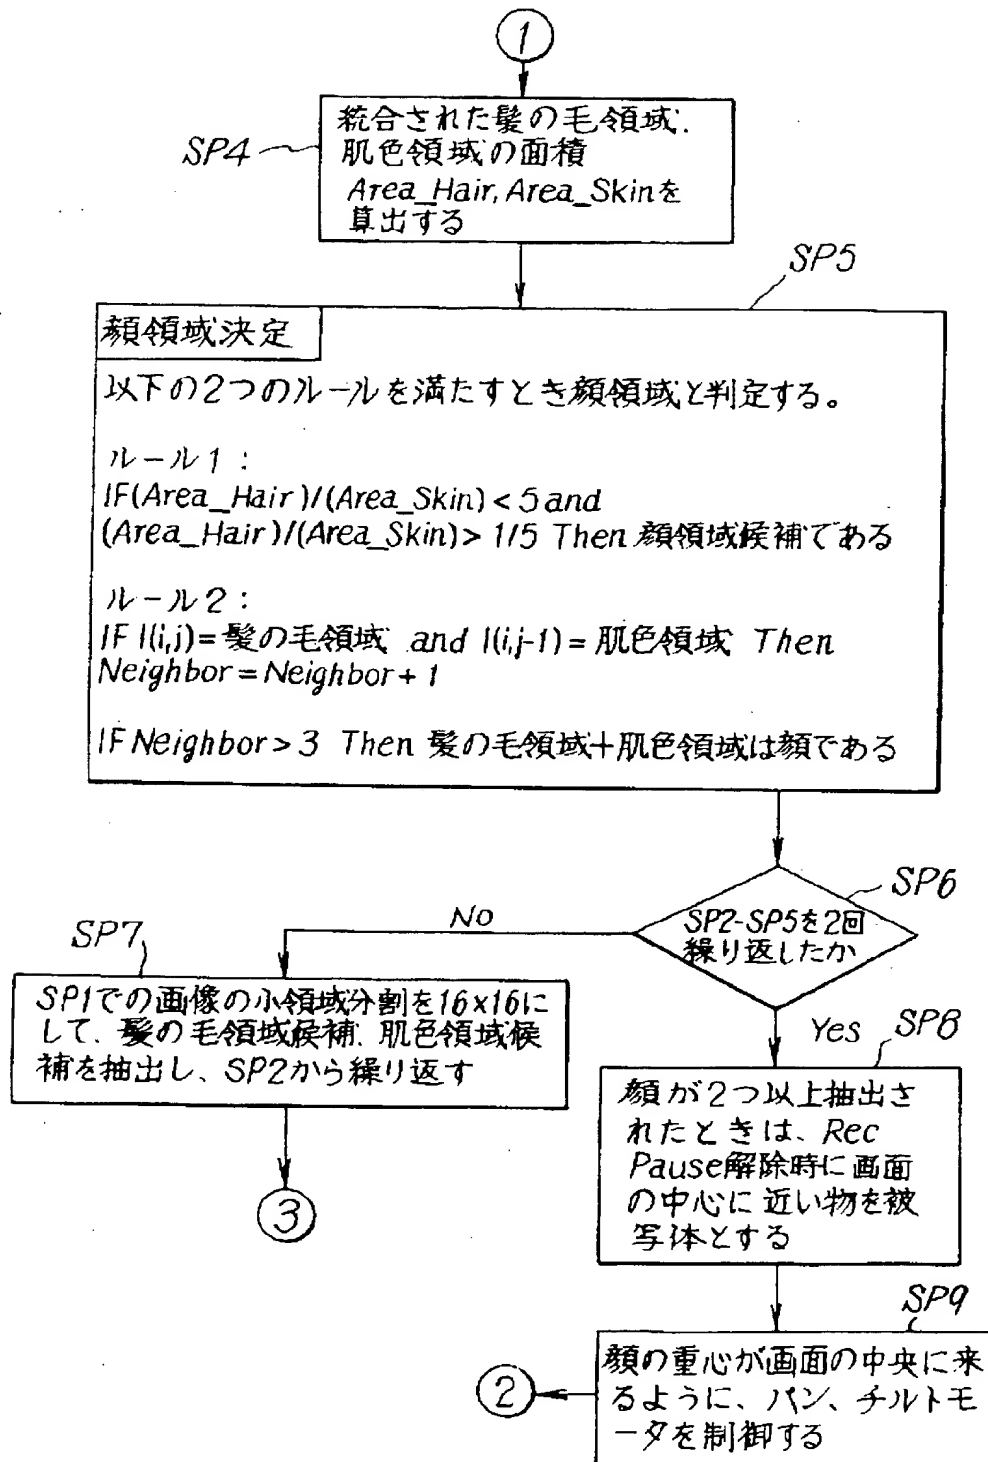 1
SP4
統合された髪の毛領域.
肌色領域の面積
Area_Hair, Area_Skinを
算出する
SP5
顔領域決定
以下の2つのルールを満たすとき顔領域と判定する。
ルール1:
IF(Area_Hair)/(Area_Skin) < 5 and
(Area_Hair)/(Area_Skin) > 1/5 Then 顔領域候補である
ルール2:
IF I(i,j)=髪の毛領域 and I(i,j-1)=肌色領域 Then
Neighbor=Neighbor+1
IF Neighbor>3 Then 髪の毛領域+肌色領域は顔である
SP6
SP2-SP5を2回
繰り返したか
No
SP7
SP1での画像の小領域分割を16×16に
して、髪の毛領域候補.肌色領域候
補を抽出し、SP2から繰り返す
3
Yes
SP8
顔が2つ以上抽出さ
れたときは、Rec
Pause解除時に画面
の中心に近い物を被
写体とする
SP9
顔の重心が画面の中央に来
るように、パン、チルトモ
ータを制御する
2